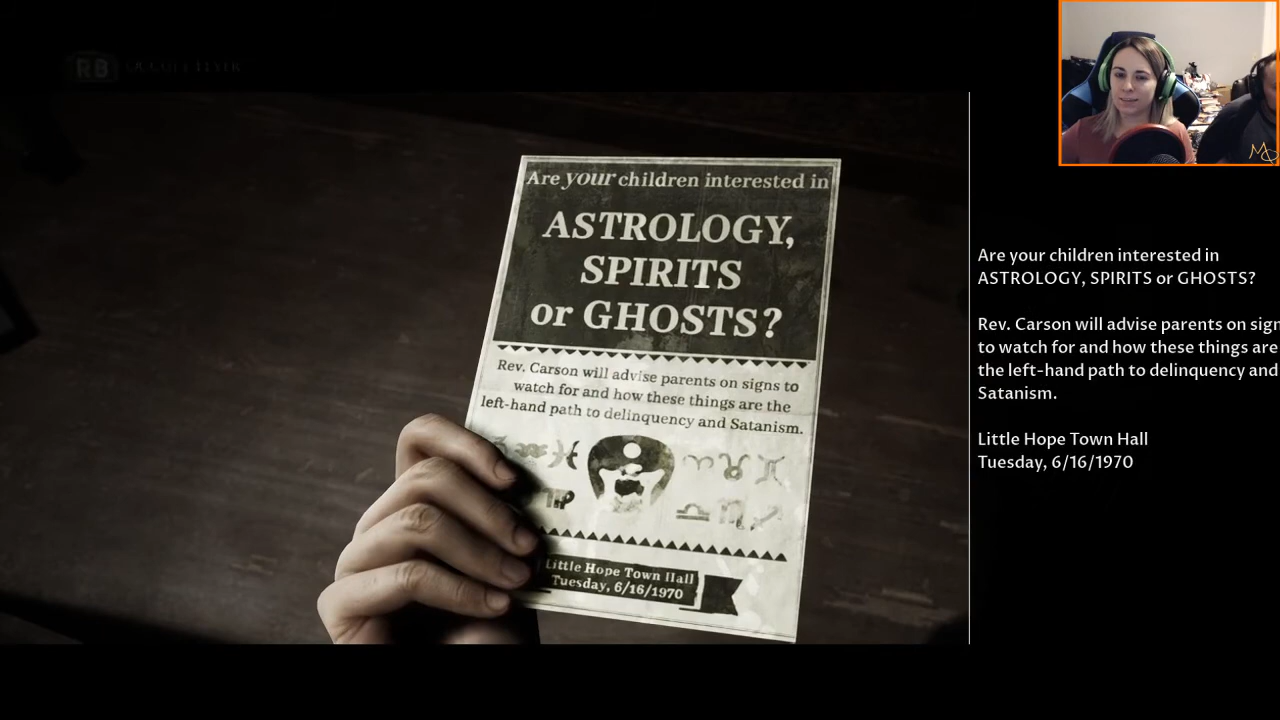 RB OCCULT FLYER
Are your children interested in
ASTROLOGY,
SPIRITS
or GHOSTS?
Rev. Carson will advise parents on signs to
watch for and how these things are the
left-hand path to delinquency and Satanism.
Little Hope Town Hall
Tuesday, 6/16/1970
Are your children interested in
ASTROLOGY, SPIRITS or GHOSTS?
Rev. Carson will advise parents on sign
to watch for and how these things are
the left-hand path to delinquency and
Satanism.
Little Hope Town Hall
Tuesday, 6/16/1970